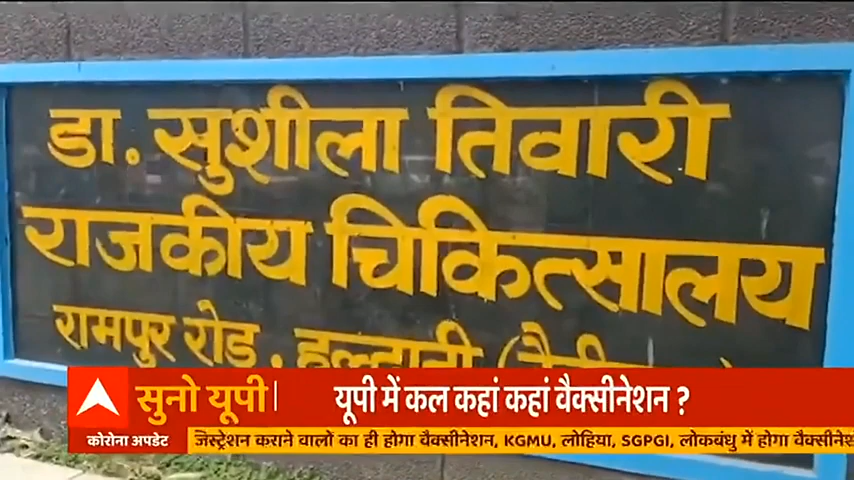 डा. सुशीला तिवारी
राजकीय चिकित्सालय
रामपुर रोड,
सुनो यूपी
यूपी में कल कहां कहां वैक्सीनेशन ?
कोरोना अपडेट
जिस्ट्रेशन कराने वालों का ही होगा वैक्सीनेशन, KGMU, लोहिया, SGPGI, लोकबंधु में होगा